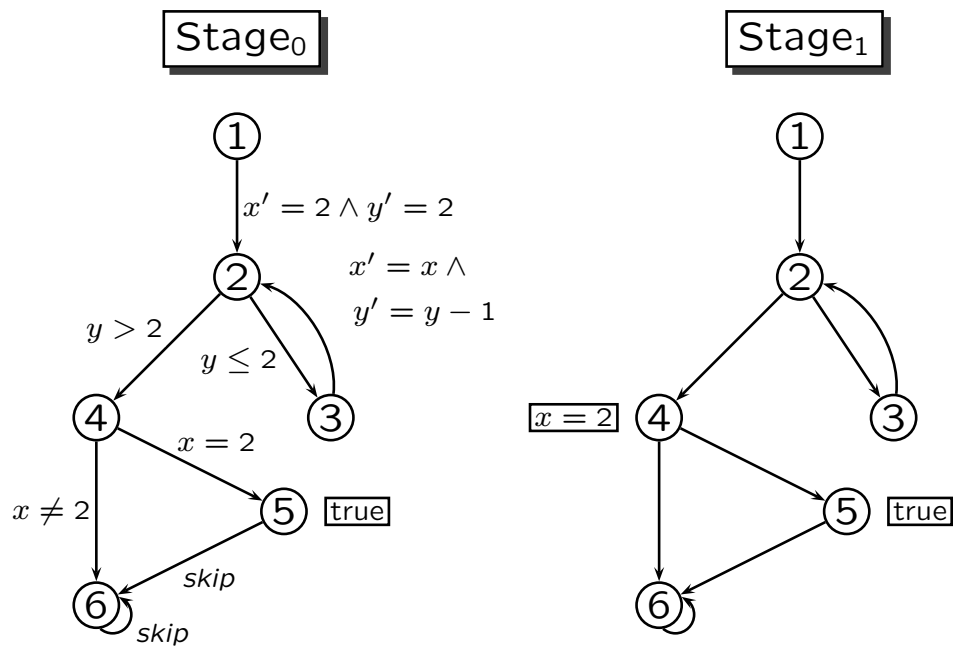 Stage₀
Stage₁
1
x′ = 2 ∧ y′ = 2
2
x′ = x ∧
y′ = y − 1
y > 2
y ≤ 2
4
3
x = 2
x ≠ 2
5
true
skip
6
skip
1
2
x = 2
4
3
5
true
6